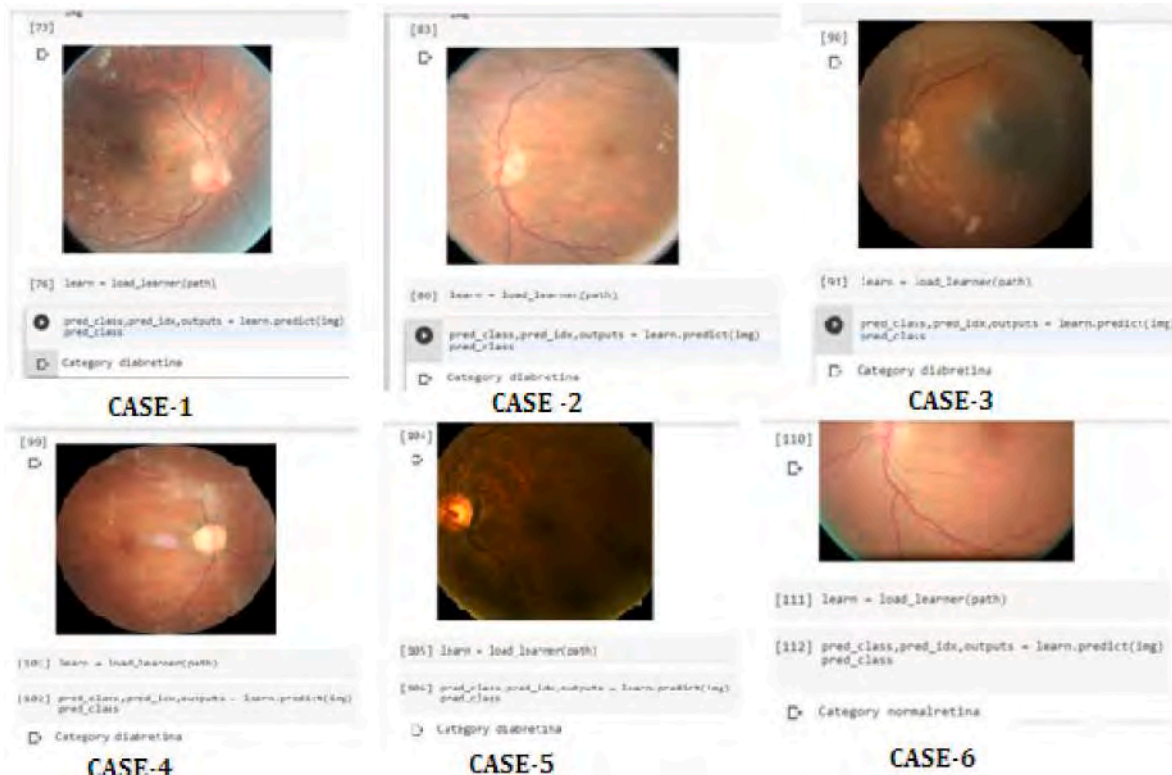 [73]
[76] learn = load_learner(path)
pred_class,pred_idx,outputs = learn.predict(img)
pred_class
Category diabretina
CASE-1
[83]
learn = load_learner(path)
pred_class,pred_idx,outputs = learn.predict(img)
pred_class
Category diabretina
CASE -2
[90]
[91] learn = load_learner(path)
pred_class,pred_idx,outputs = learn.predict(img
pred_class
Category diabretina
CASE-3
[99]
learn = load_learner(path)
[102] pred_class,pred_idx,outputs = learn.predict(img)
pred_class
Category diabretina
CASE-4
[104]
[105] learn = load_learner(path)
[106] pred_class,pred_idx,outputs = learn.predict(img)
pred_class
Category diabretina
CASE-5
[110]
[111] learn = load_learner(path)
[112] pred_class,pred_idx,outputs = learn.predict(img)
pred_class
Category normalretina
CASE-6